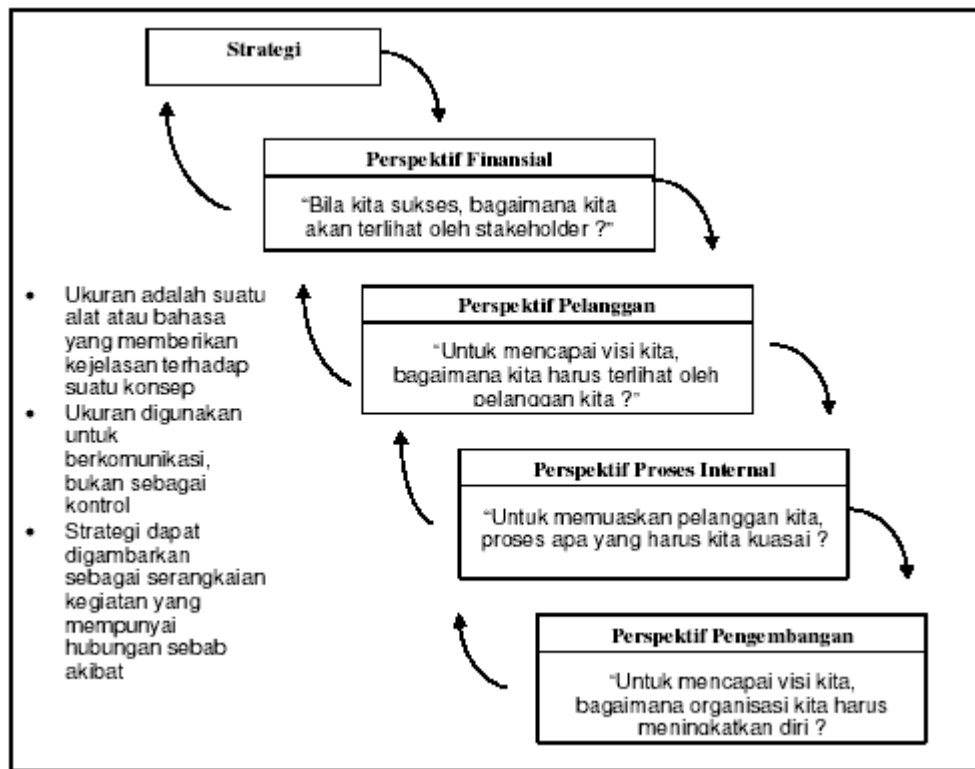 Strategi
Perspektif Finansial
“Bila kita sukses, bagaimana kita
akan terlihat oleh stakeholder ?”
• Ukuran adalah suatu
alat atau bahasa
yang memberikan
kejelasan terhadap
suatu konsep
• Ukuran digunakan
untuk
berkomunikasi,
bukan sebagai
kontrol
• Strategi dapat
digambarkan
sebagai serangkaian
kegiatan yang
mempunyai
hubungan sebab
akibat
Perspektif Pelanggan
“Untuk mencapai visi kita,
bagaimana kita harus terlihat oleh
pelanggan kita ?”
Perspektif Proses Internal
“Untuk memuaskan pelanggan kita,
proses apa yang harus kita kuasai ?
Perspektif Pengembangan
“Untuk mencapai visi kita,
bagaimana organisasi kita harus
meningkatkan diri ?